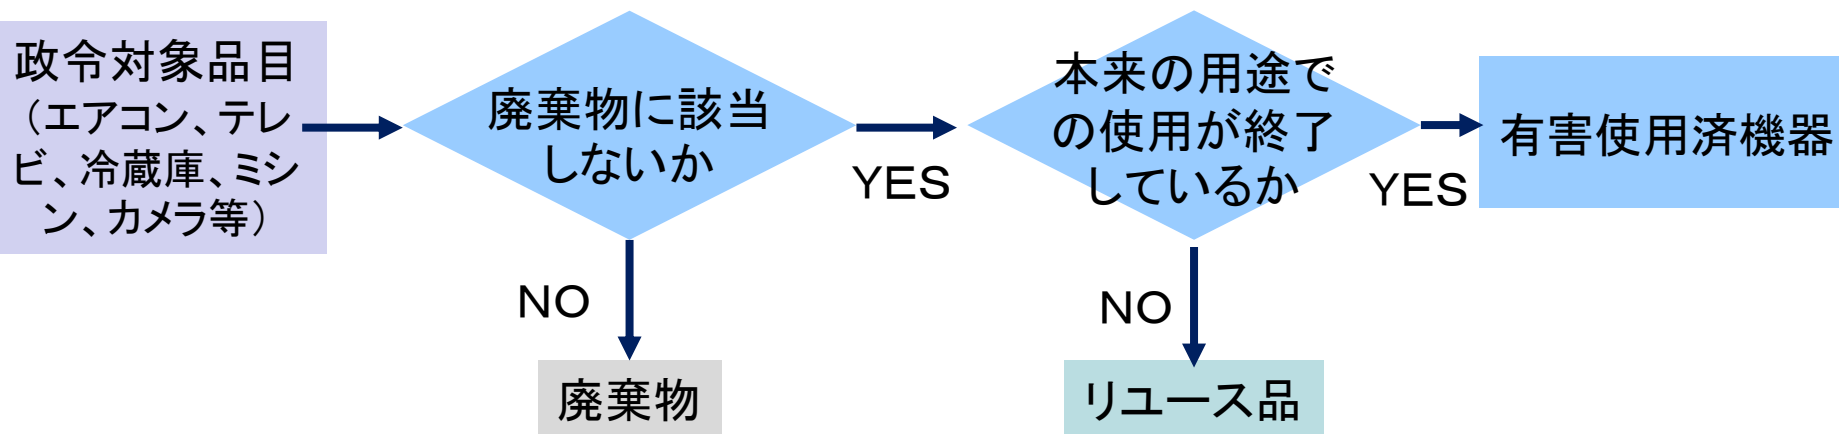 政令対象品目
（エアコン、テレ
ビ、冷蔵庫、ミシ
ン、カメラ等）
廃棄物に該当
しないか
YES
本来の用途で
の使用が終了
しているか
YES
有害使用済機器
NO
NO
廃棄物
リユース品